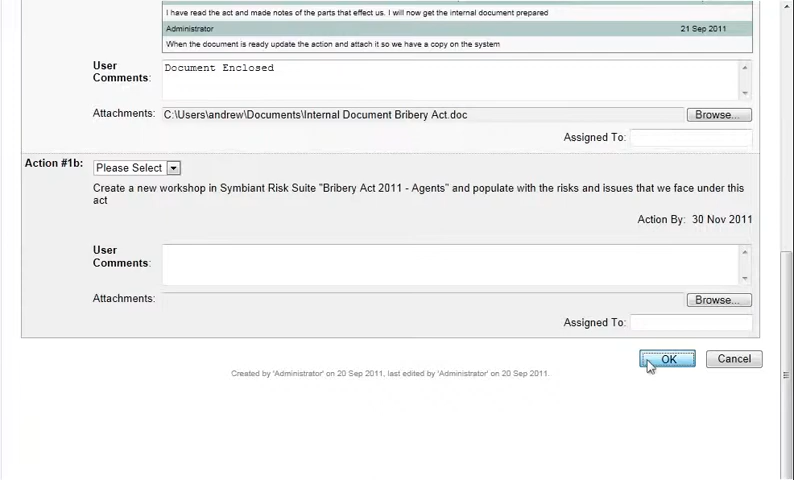 I have read the act and made notes of the parts that effect us. I will now get the internal document prepared
Administrator 21 Sep 2011
When the document is ready update the action and attach it so we have a copy on the system
User Comments: Document Enclosed
Attachments: C:\Users\andrew\Documents\Internal Document Bribery Act.doc Browse...
Assigned To:
Action #1b: Please Select
Create a new workshop in Symbiant Risk Suite "Bribery Act 2011 - Agents" and populate with the risks and issues that we face under this
act
Action By: 30 Nov 2011
User
Comments:
Attachments: Browse...
Assigned To:
OK Cancel
Created by 'Administrator' on 20 Sep 2011, last edited by 'Administrator' on 20 Sep 2011.